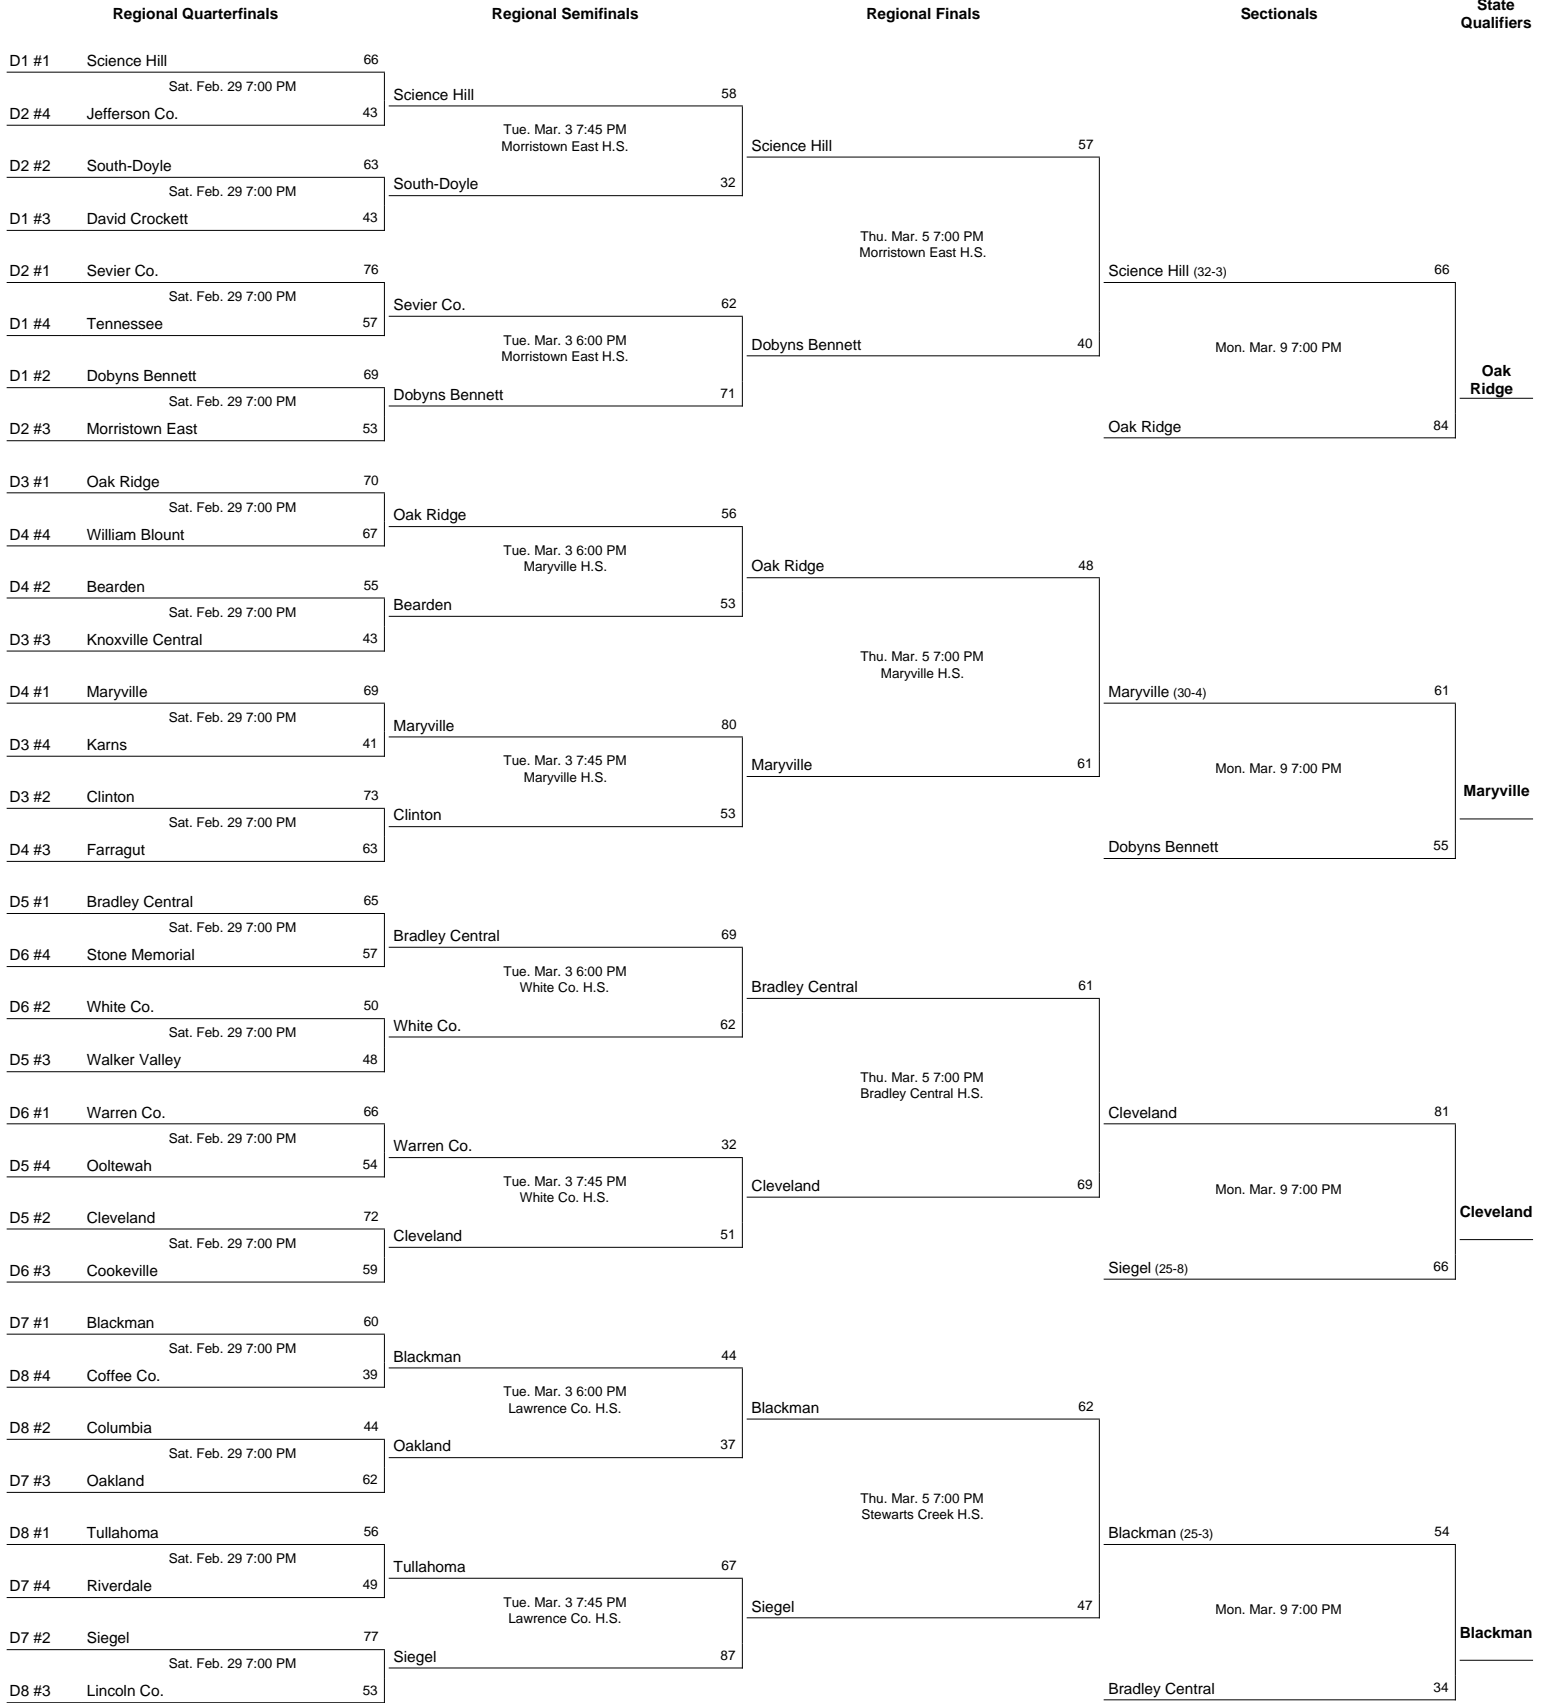 State
Regional Quarterfinals Regional Semifinals Regional Finals Sectionals Qualifiers
D1 #1 Science Hill 66
Sat. Feb. 29 7:00 PM
Science Hill 58
D2 #4 Jefferson Co. 43
Tue. Mar. 3 7:45 PM
Morristown East H.S.
Science Hill 57
D2 #2 South-Doyle 63
Sat. Feb. 29 7:00 PM
South-Doyle 32
D1 #3 David Crockett 43
Thu. Mar. 5 7:00 PM
Morristown East H.S.
D2 #1 Sevier Co. 76
Science Hill (32-3) 66
Sat. Feb. 29 7:00 PM
Sevier Co. 62
D1 #4 Tennessee 57
Tue. Mar. 3 6:00 PM
Morristown East H.S.
Dobyns Bennett 40
Mon. Mar. 9 7:00 PM
D1 #2 Dobyns Bennett 69
Oak
Ridge
Sat. Feb. 29 7:00 PM
Dobyns Bennett 71
D2 #3 Morristown East 53
Oak Ridge 84
D3 #1 Oak Ridge 70
Sat. Feb. 29 7:00 PM
Oak Ridge 56
D4 #4 William Blount 67
Tue. Mar. 3 6:00 PM
Maryville H.S.
Oak Ridge 48
D4 #2 Bearden 55
Sat. Feb. 29 7:00 PM
Bearden 53
D3 #3 Knoxville Central 43
Thu. Mar. 5 7:00 PM
Maryville H.S.
D4 #1 Maryville 69
Maryville (30-4) 61
Sat. Feb. 29 7:00 PM
Maryville 80
D3 #4 Karns 41
Tue. Mar. 3 7:45 PM
Maryville H.S.
Maryville 61
Mon. Mar. 9 7:00 PM
D3 #2 Clinton 73
Maryville
Sat. Feb. 29 7:00 PM
Clinton 53
D4 #3 Farragut 63
Dobyns Bennett 55
D5 #1 Bradley Central 65
Sat. Feb. 29 7:00 PM
Bradley Central 69
D6 #4 Stone Memorial 57
Tue. Mar. 3 6:00 PM
White Co. H.S.
Bradley Central 61
D6 #2 White Co. 50
Sat. Feb. 29 7:00 PM
White Co. 62
D5 #3 Walker Valley 48
Thu. Mar. 5 7:00 PM
Bradley Central H.S.
D6 #1 Warren Co. 66
Cleveland 81
Sat. Feb. 29 7:00 PM
Warren Co. 32
D5 #4 Ooltewah 54
Tue. Mar. 3 7:45 PM
White Co. H.S.
Cleveland 69
Mon. Mar. 9 7:00 PM
D5 #2 Cleveland 72
Cleveland
Sat. Feb. 29 7:00 PM
Cleveland 51
D6 #3 Cookeville 59
Siegel (25-8) 66
D7 #1 Blackman 60
Sat. Feb. 29 7:00 PM
Blackman 44
D8 #4 Coffee Co. 39
Tue. Mar. 3 6:00 PM
Lawrence Co. H.S.
Blackman 62
D8 #2 Columbia 44
Sat. Feb. 29 7:00 PM
Oakland 37
D7 #3 Oakland 62
Thu. Mar. 5 7:00 PM
Stewarts Creek H.S.
D8 #1 Tullahoma 56
Blackman (25-3) 54
Sat. Feb. 29 7:00 PM
Tullahoma 67
D7 #4 Riverdale 49
Tue. Mar. 3 7:45 PM
Lawrence Co. H.S.
Siegel 47
Mon. Mar. 9 7:00 PM
D7 #2 Siegel 77
Blackman
Sat. Feb. 29 7:00 PM
Siegel 87
D8 #3 Lincoln Co. 53
Bradley Central 34